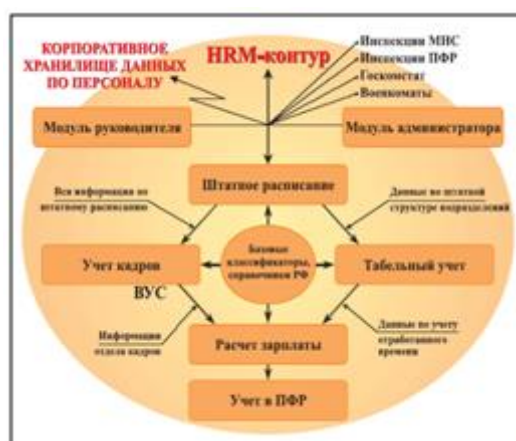 КОРПОРАТИВНОЕ
ХРАНИЛИЩЕ ДАННЫХ
ПО ПЕРСОНАЛУ
HRM-контур
Инспекции МНС
Инспекции ПФР
Госкомстат
Военкоматы
Модуль руководителя
Модуль администратора
Штатное расписание
Вся информация по
штатному расписанию
Данные по штатной
структуре подразделений
Базовые
классификаторы,
справочники РФ
Учет кадров
Табельный учет
ВУС
Информация
отдела кадров
Данные по учету
отработанного
времени
Расчет зарплаты
Учет в ПФР